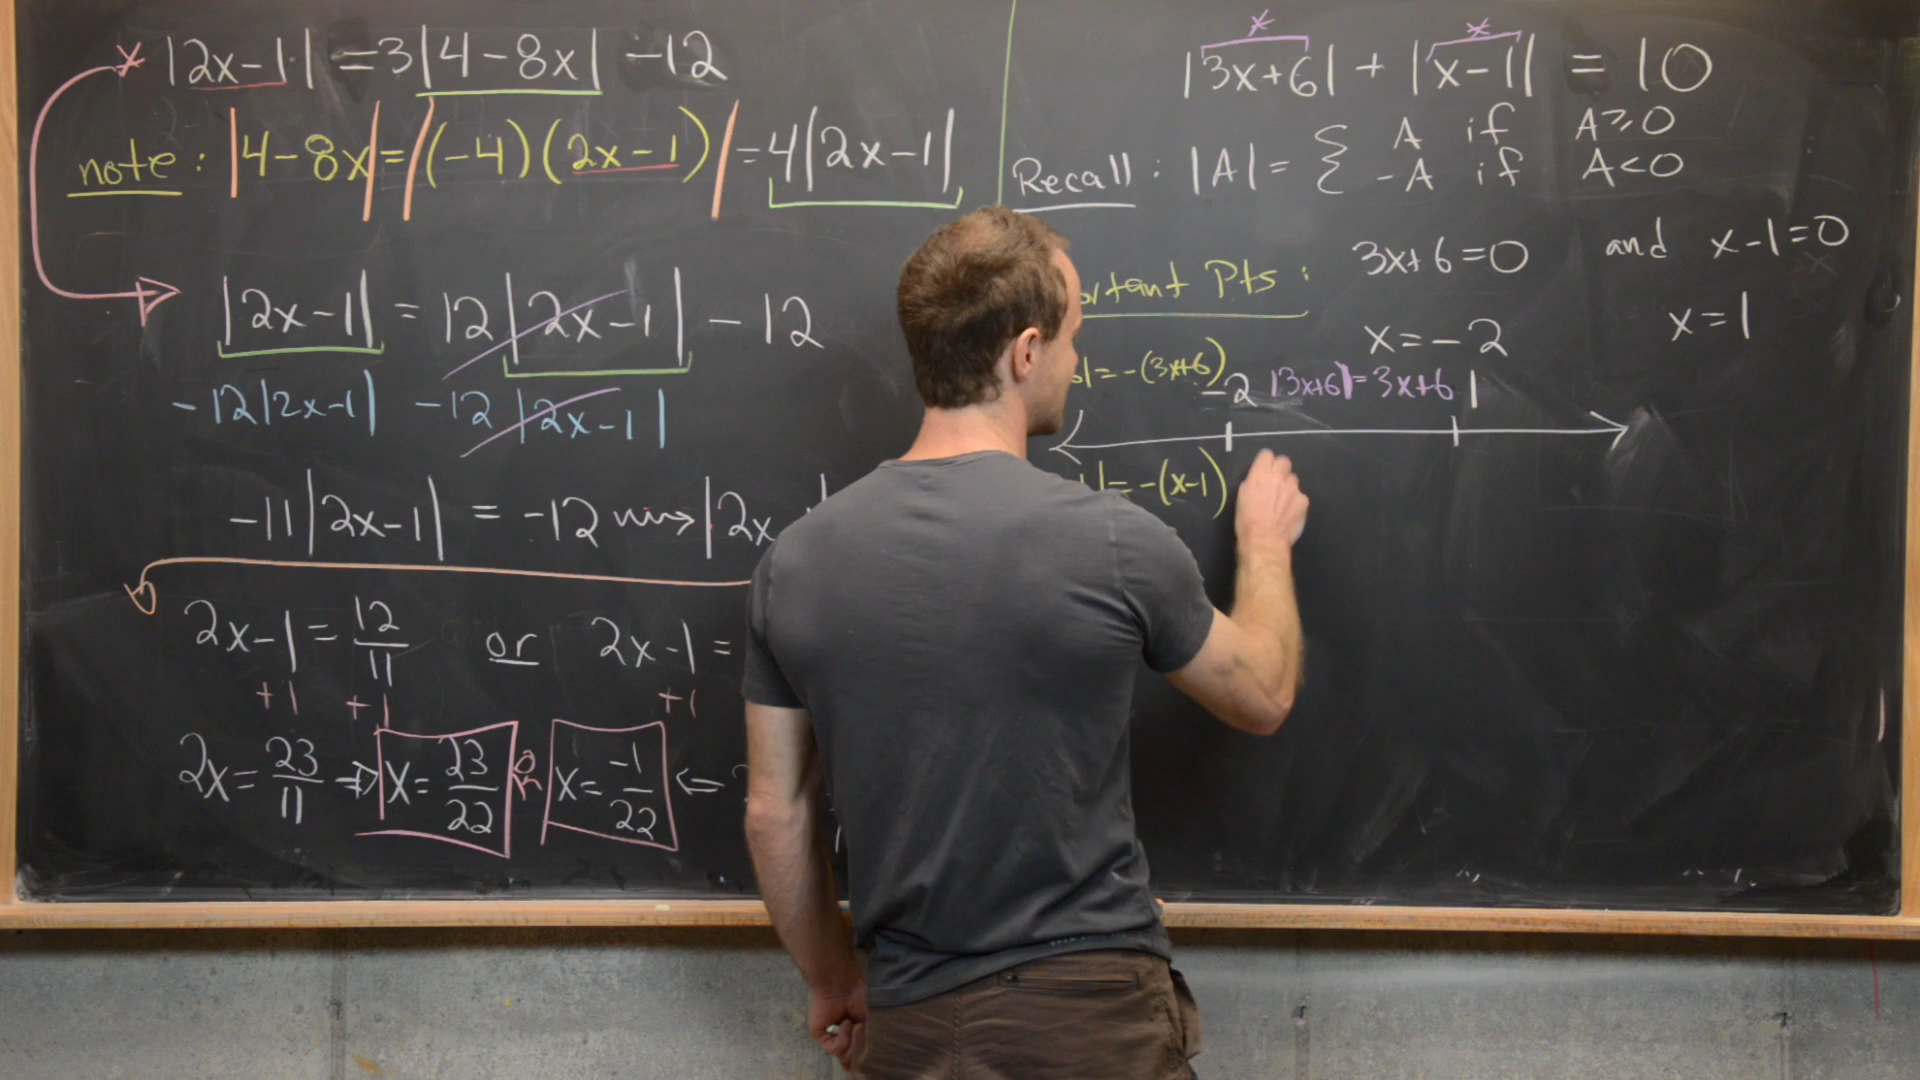 |2x-1| = 3|4-8x| -12
note: |4-8x| = |(-4)(2x-1)| = 4|2x-1|
|2x-1| = 12|2x-1| - 12
-12|2x-1| -12|2x-1|
-11|2x-1| = -12 ⟿ |2x
2x-1 = 12/11 or 2x-1 =
+1 +1 +1
2x = 23/11 ⇒ x = 23/22 or x = -1/22 ⇐
|3x+6| + |x-1| = 10
Recall: |A| = { A if A≥0
-A if A<0
3x+6=0 and x-1=0
Pts:
x=-2 x=1
= -(3x+6)
-2 |3x+6| = 3x+6 1
| = -(x-1)